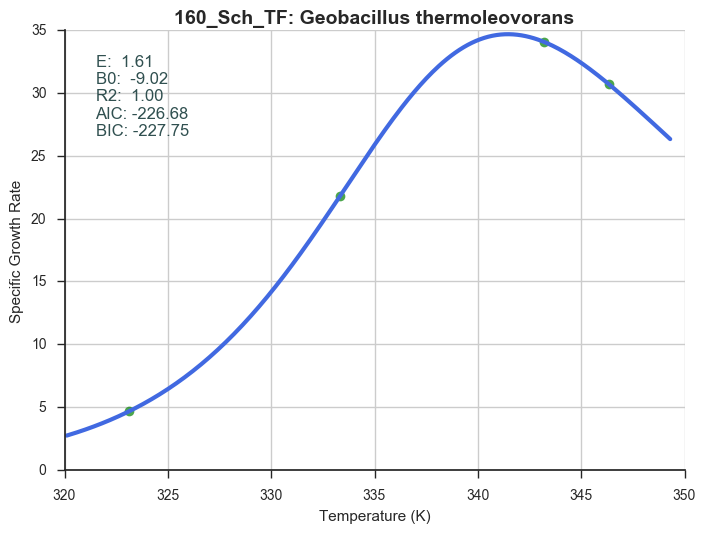 160_Sch_TF: Geobacillus thermoleovorans
35
E: 1.61
B0: -9.02
R2: 1.00
AIC: -226.68
BIC: -227.75
30
25
20
15
10
5
0
Specific Growth Rate
320 325 330 335 340 345 350
Temperature (K)